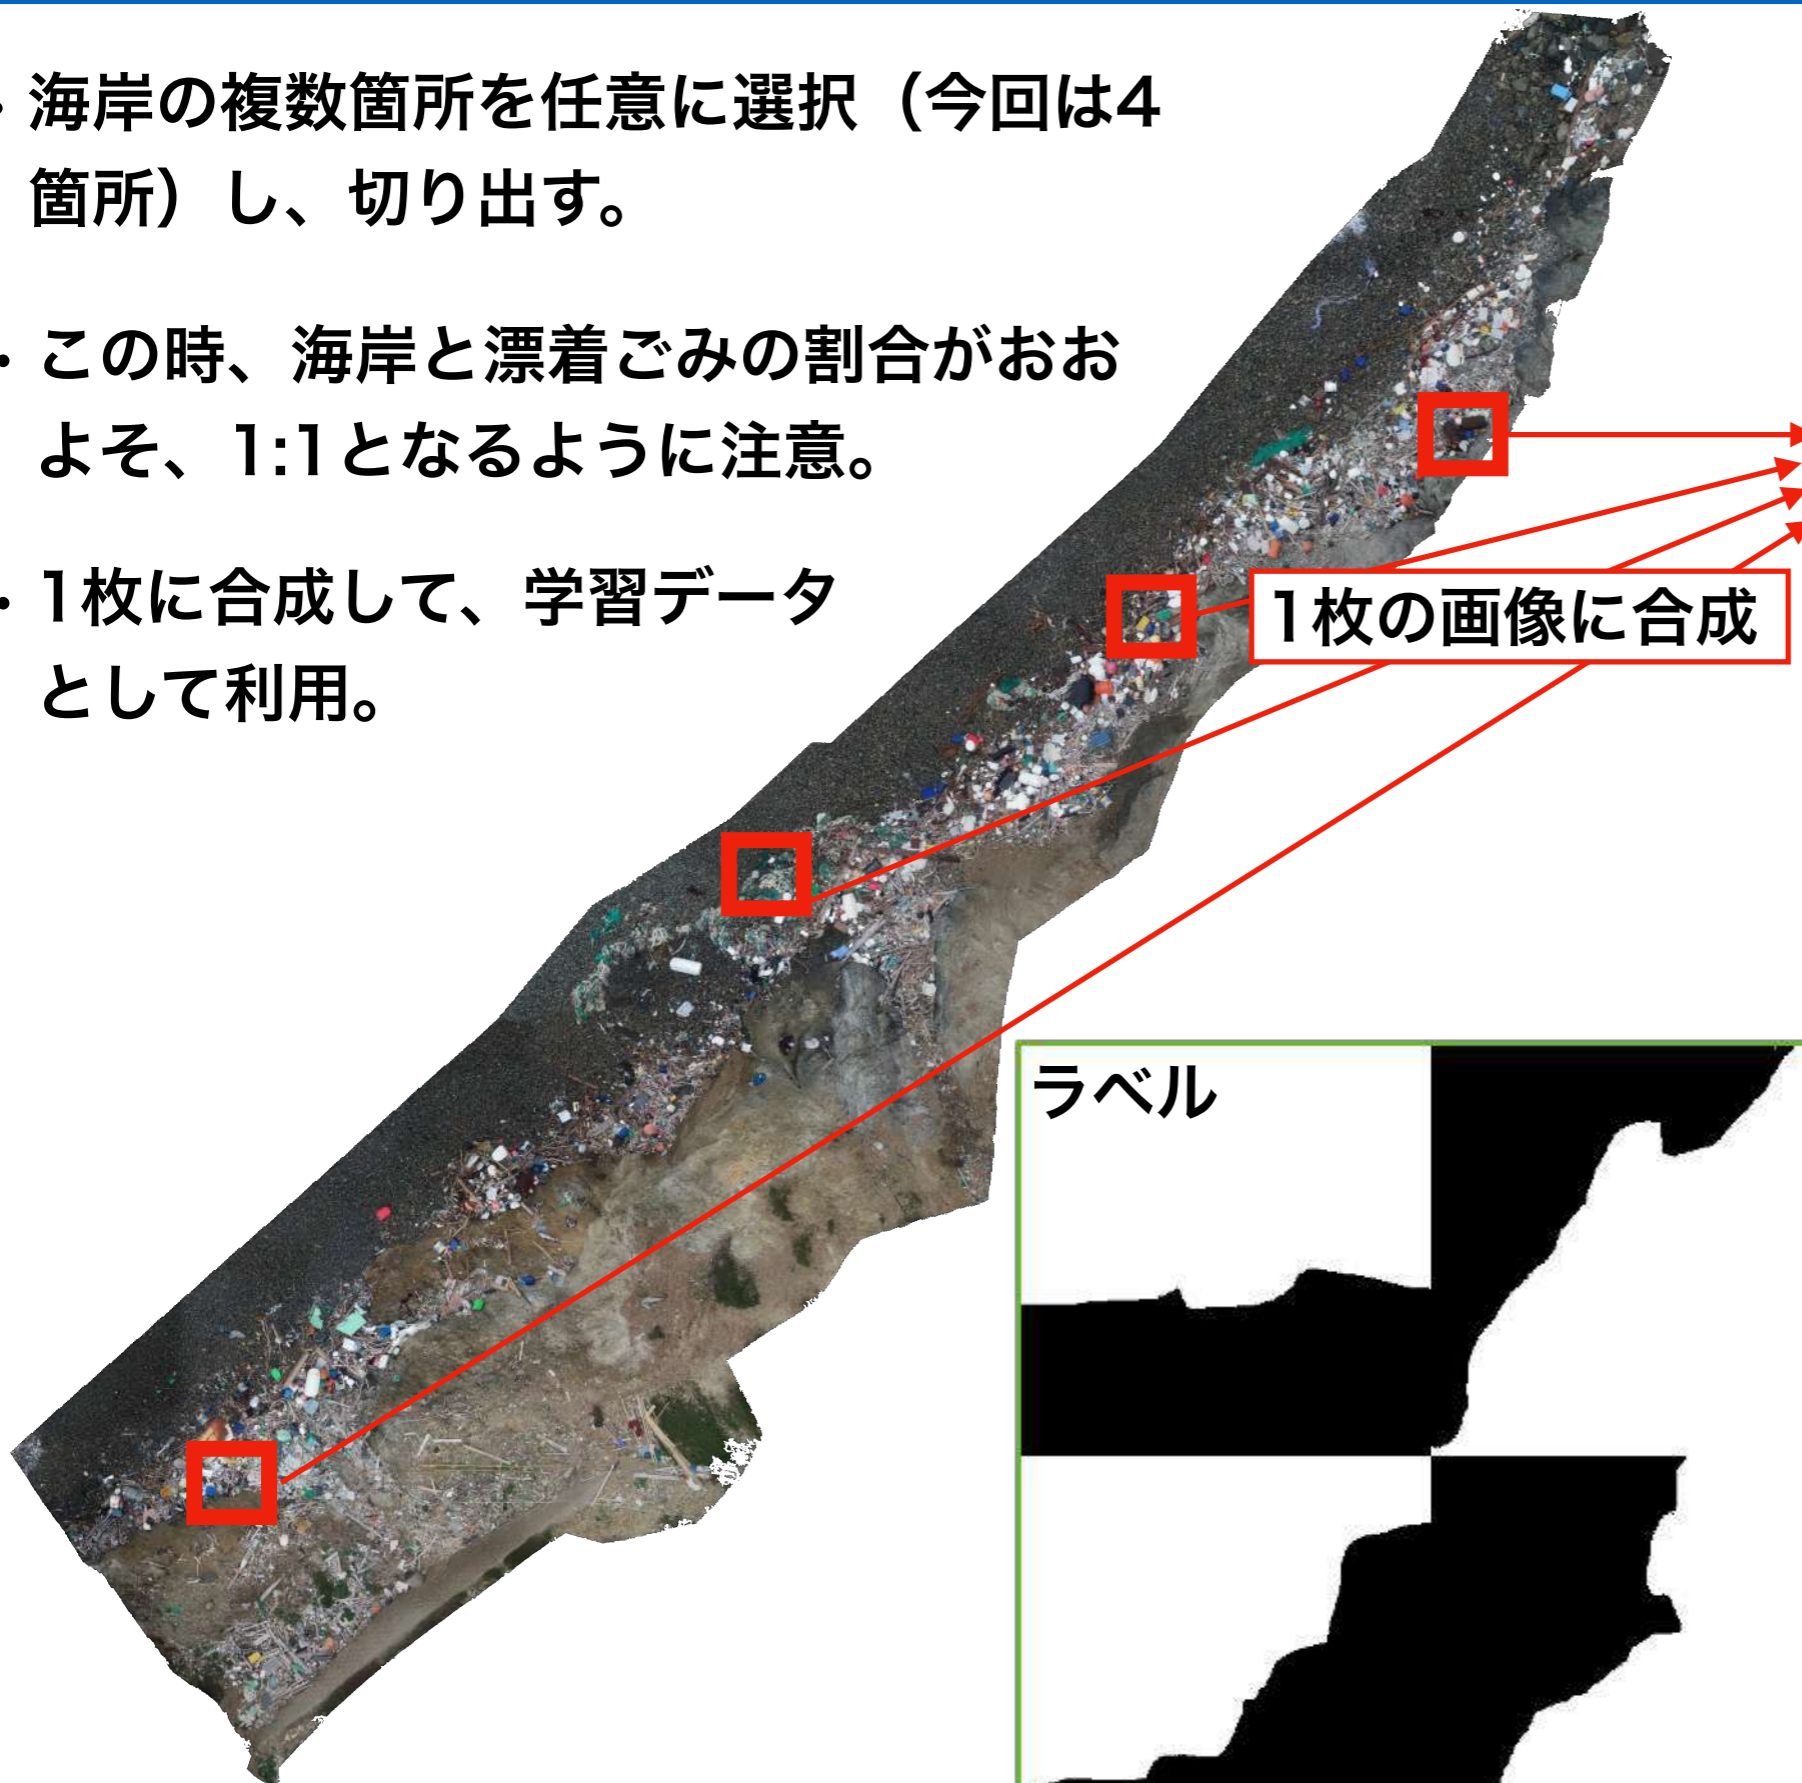 ・海岸の複数箇所を任意に選択（今回は4
箇所）し、切り出す。
・この時、海岸と漂着ごみの割合がおお
よそ、1:1となるように注意。
・1枚に合成して、学習データ
として利用。
1枚の画像に合成
ラベル